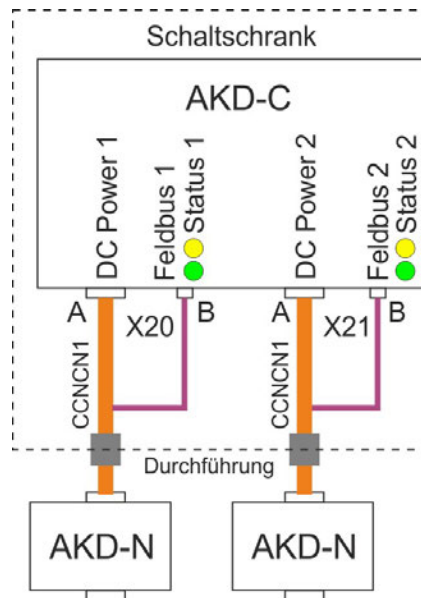 Schaltschrank
AKD-C
DC Power 1
Feldbus 1
Status 1
DC Power 2
Feldbus 2
Status 2
A
X20
B
A
X21
B
CCNCN1
CCNCN1
Durchführung
AKD-N
AKD-N